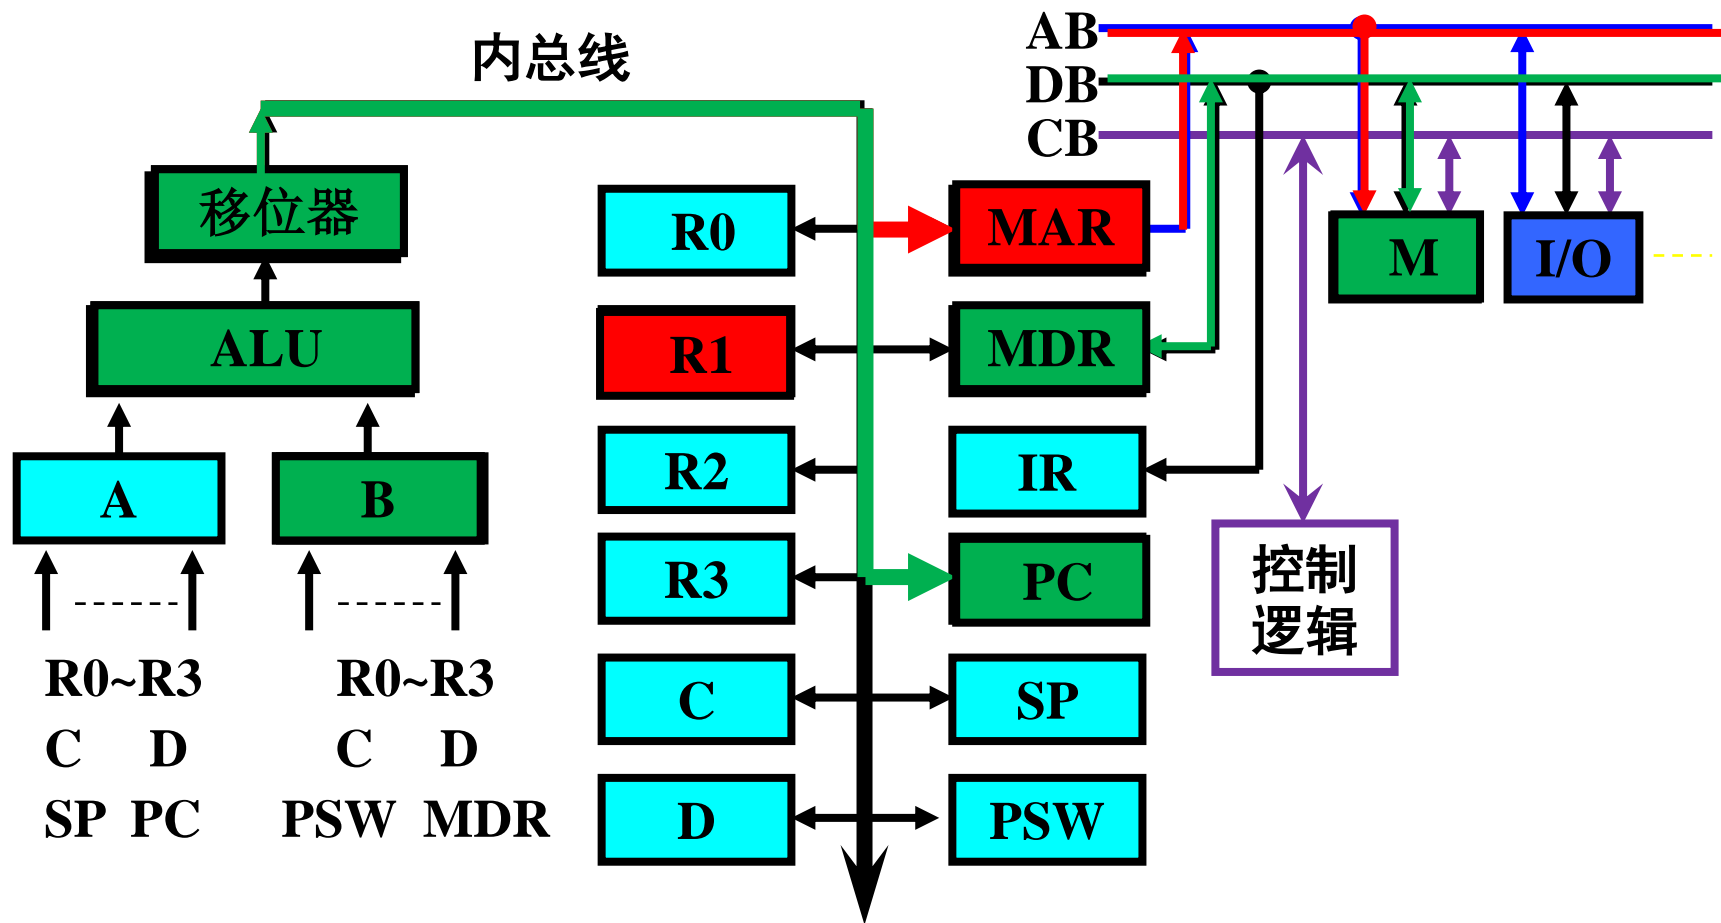 内总线
AB
DB
CB
移位器
R0
MAR
M
I/O
ALU
R1
MDR
A
B
R2
IR
R3
PC
控制
逻辑
R0~R3
R0~R3
C
SP
C D
C D
SP PC
PSW MDR
D
PSW